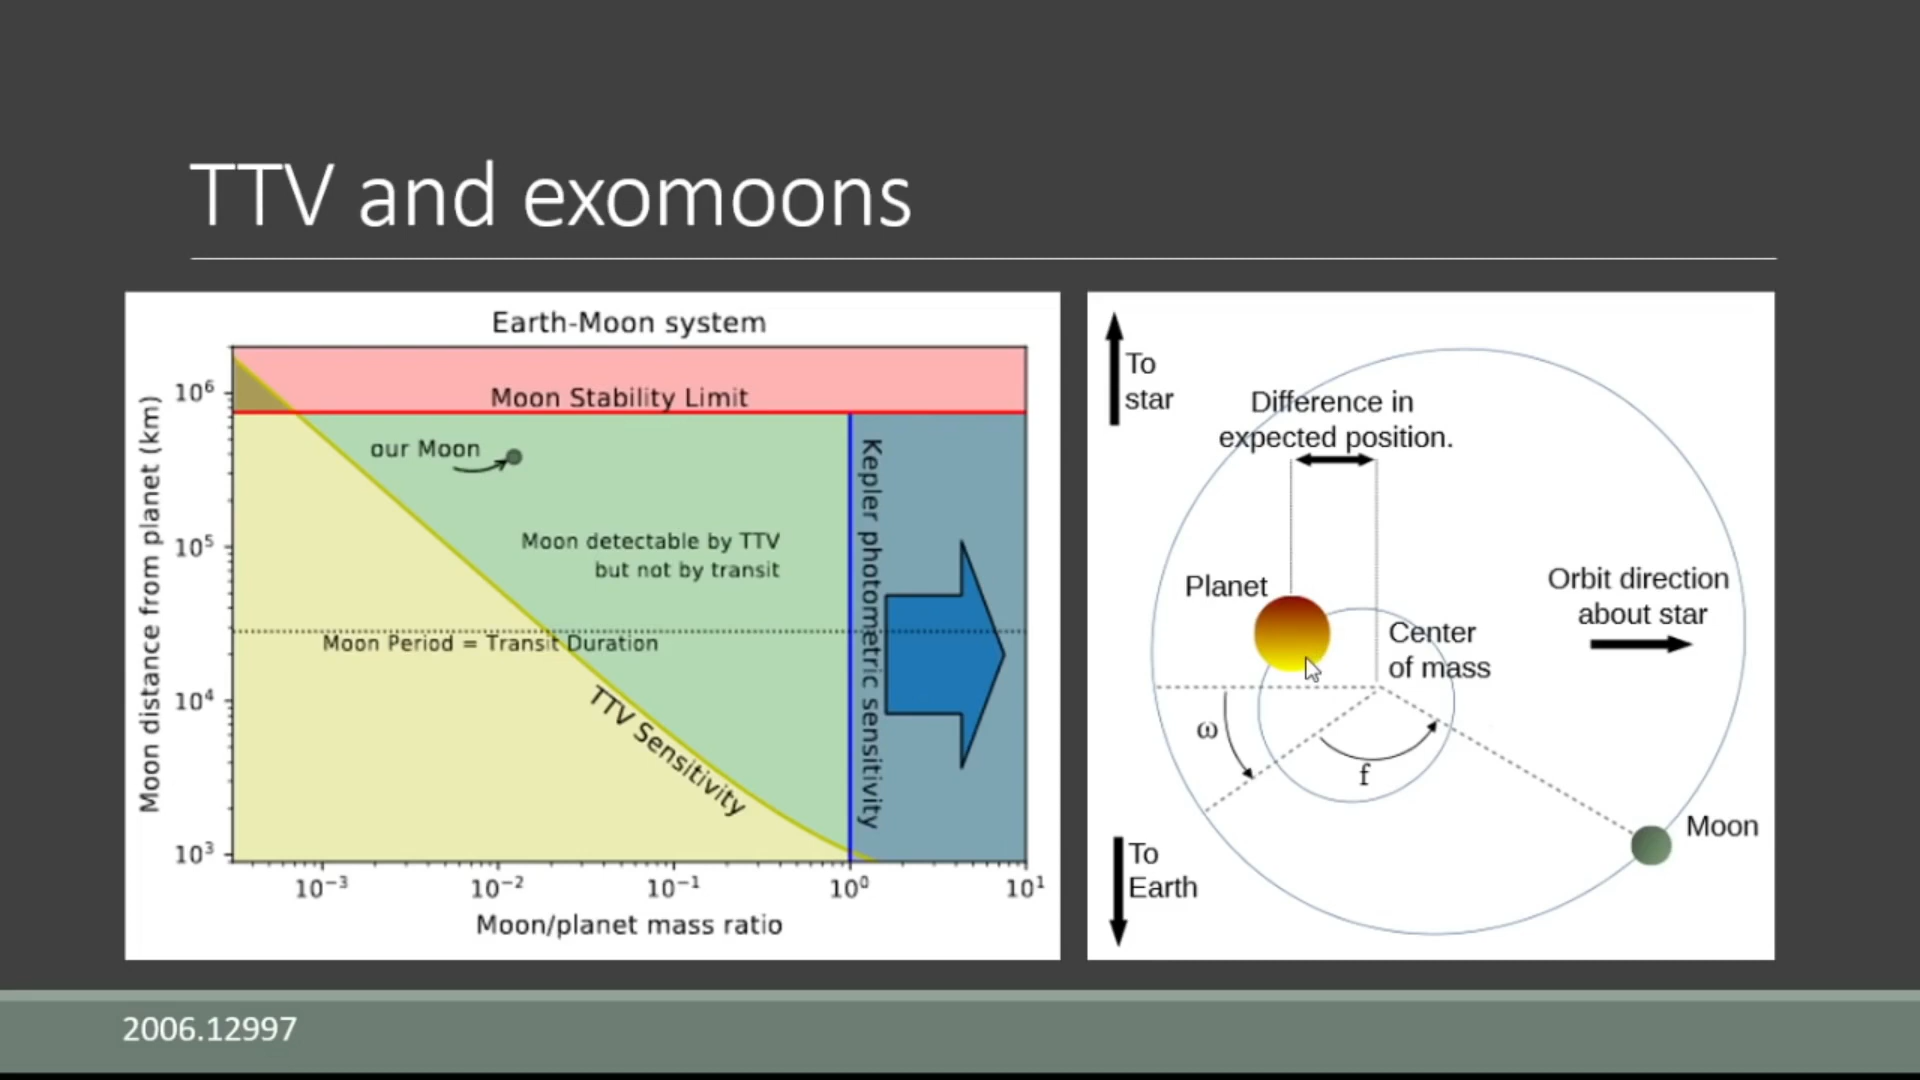 TTV and exomoons
Earth-Moon system
Moon distance from planet (km)
10⁶
10⁵
10⁴
10³
Moon Stability Limit
our Moon
Moon detectable by TTV
but not by transit
Moon Period = Transit Duration
TTV Sensitivity
Kepler photometric sensitivity
10⁻³ 10⁻² 10⁻¹ 10⁰ 10¹
Moon/planet mass ratio
To
star
Difference in
expected position.
Planet
Center
of mass
Orbit direction
about star
ω
f
Moon
To
Earth
2006.12997